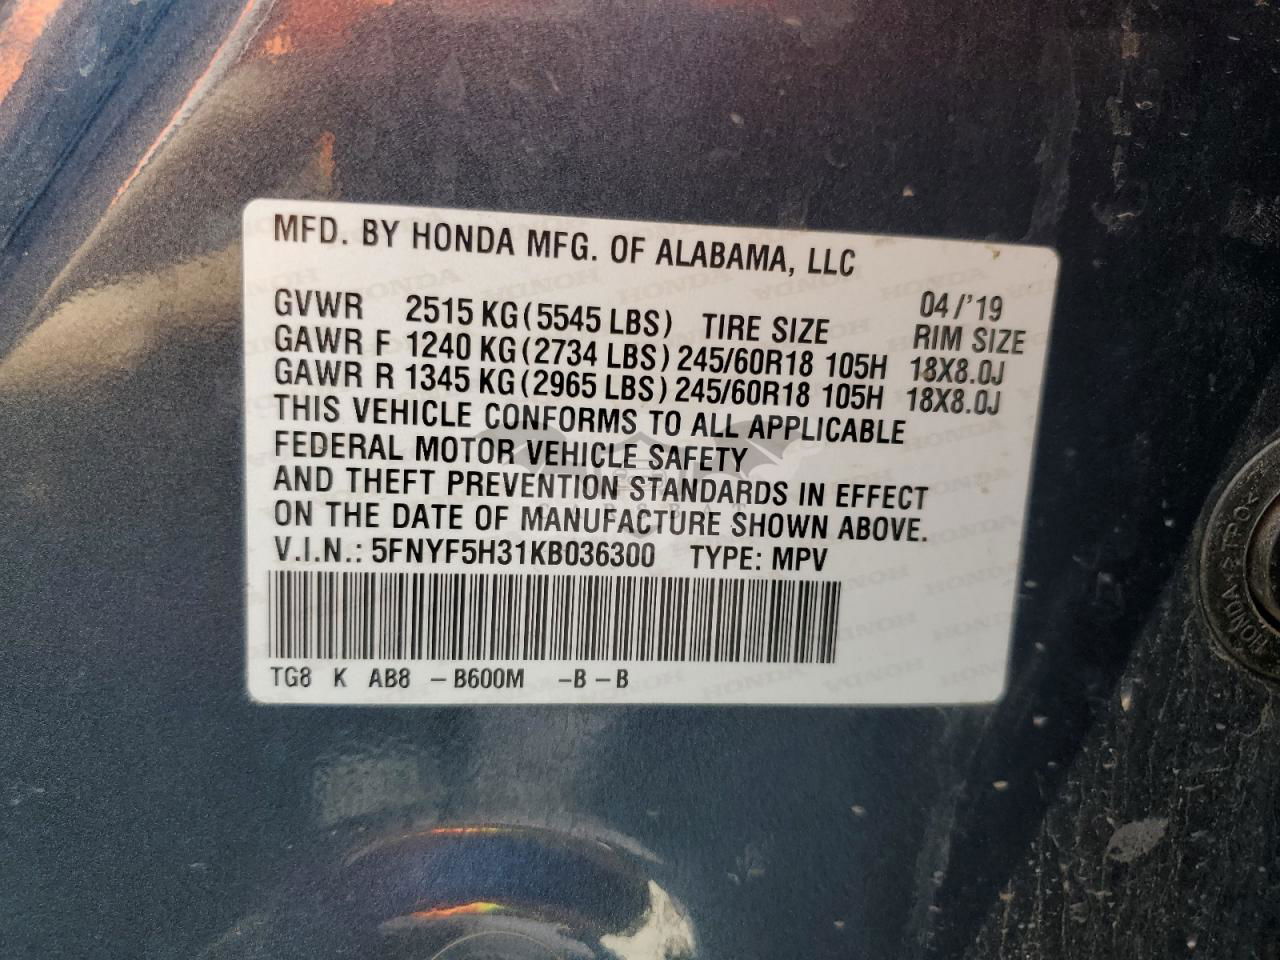 MFD. BY HONDA MFG. OF ALABAMA, LLC
04/'19
GVWR 2515 KG (5545 LBS) TIRE SIZE RIM SIZE
GAWR F 1240 KG (2734 LBS) 245/60R18 105H 18X8.0J
GAWR R 1345 KG (2965 LBS) 245/60R18 105H 18X8.0J
THIS VEHICLE CONFORMS TO ALL APPLICABLE
FEDERAL MOTOR VEHICLE SAFETY
AND THEFT PREVENTION STANDARDS IN EFFECT
ON THE DATE OF MANUFACTURE SHOWN ABOVE.
V.I.N.: 5FNYF5H31KB036300 TYPE: MPV
TG8 K AB8 – B600M –B – B